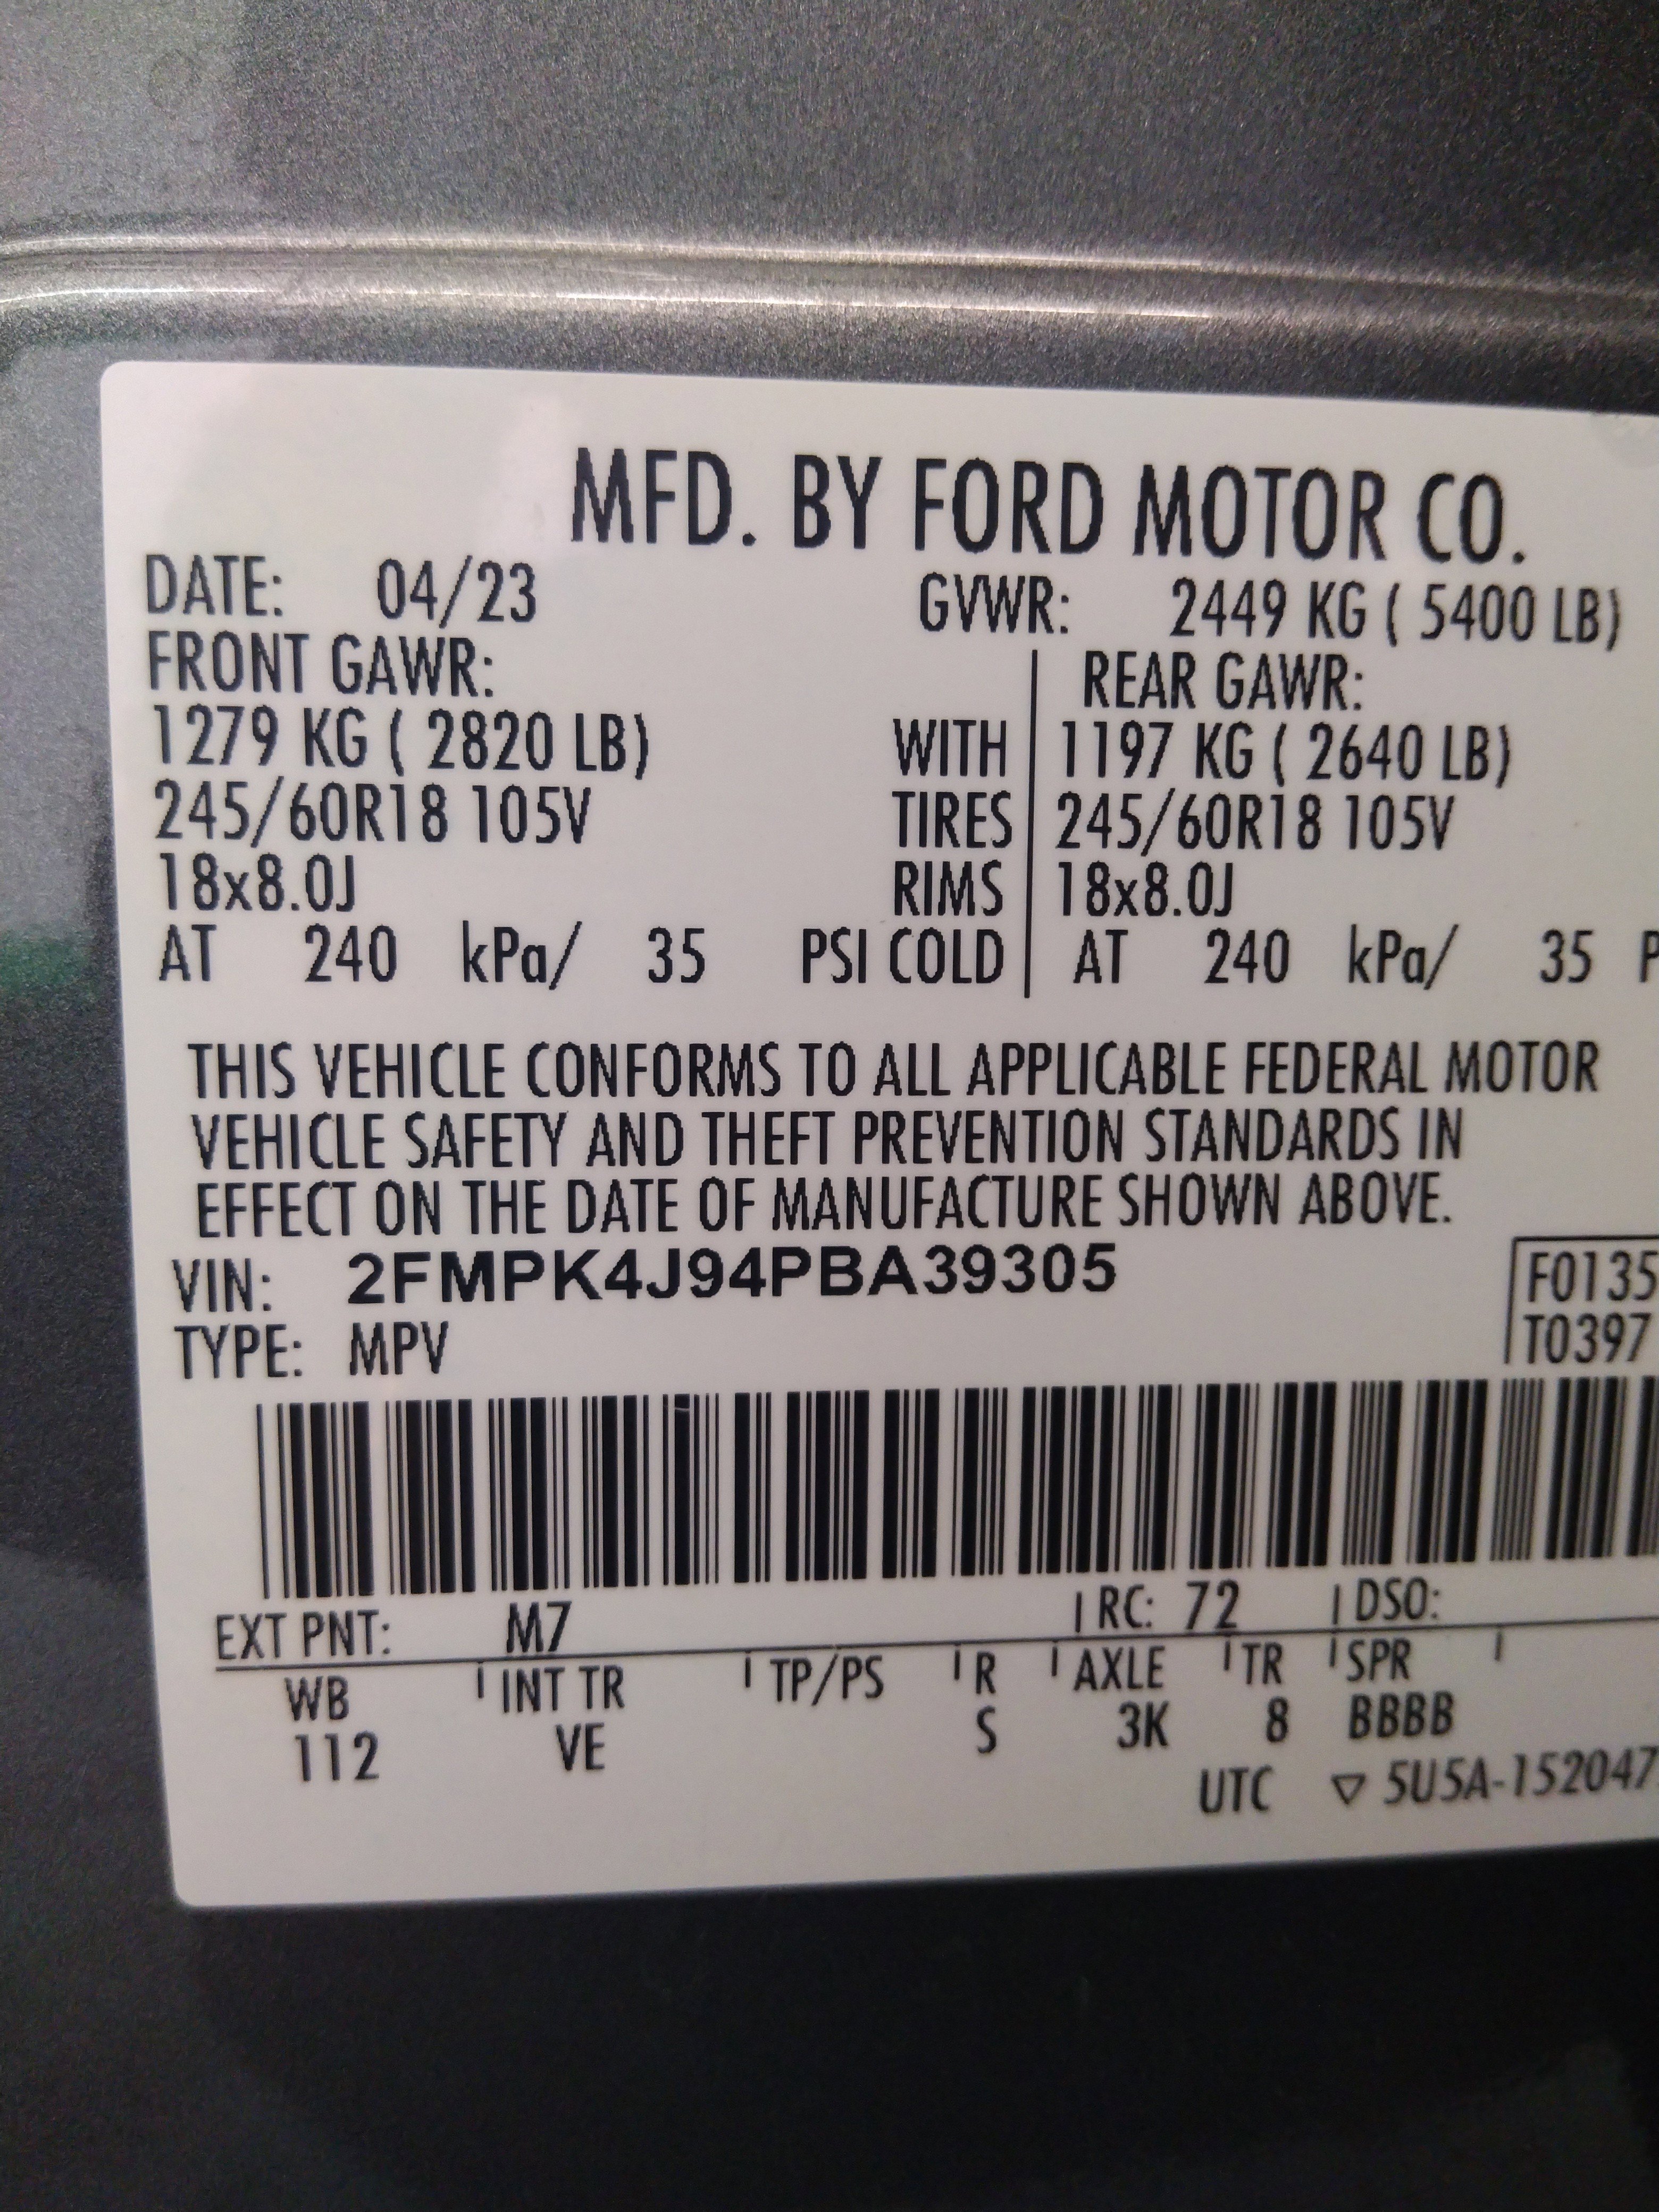 MFD. BY FORD MOTOR CO.
DATE: 04/23 GVWR: 2449 KG ( 5400 LB)
FRONT GAWR: REAR GAWR:
1279 KG ( 2820 LB) WITH 1197 KG ( 2640 LB)
245/60R18 105V TIRES 245/60R18 105V
18x8.0J RIMS 18x8.0J
AT 240 kPa/ 35 PSI COLD AT 240 kPa/ 35 P
THIS VEHICLE CONFORMS TO ALL APPLICABLE FEDERAL MOTOR
VEHICLE SAFETY AND THEFT PREVENTION STANDARDS IN
EFFECT ON THE DATE OF MANUFACTURE SHOWN ABOVE.
VIN: 2FMPK4J94PBA39305 F0135
TYPE: MPV T0397
EXT PNT: M7 RC: 72 DSO:
WB INT TR TP/PS R AXLE TR SPR
112 VE S 3K 8 BBBB
UTC ▽ 5U5A-152047